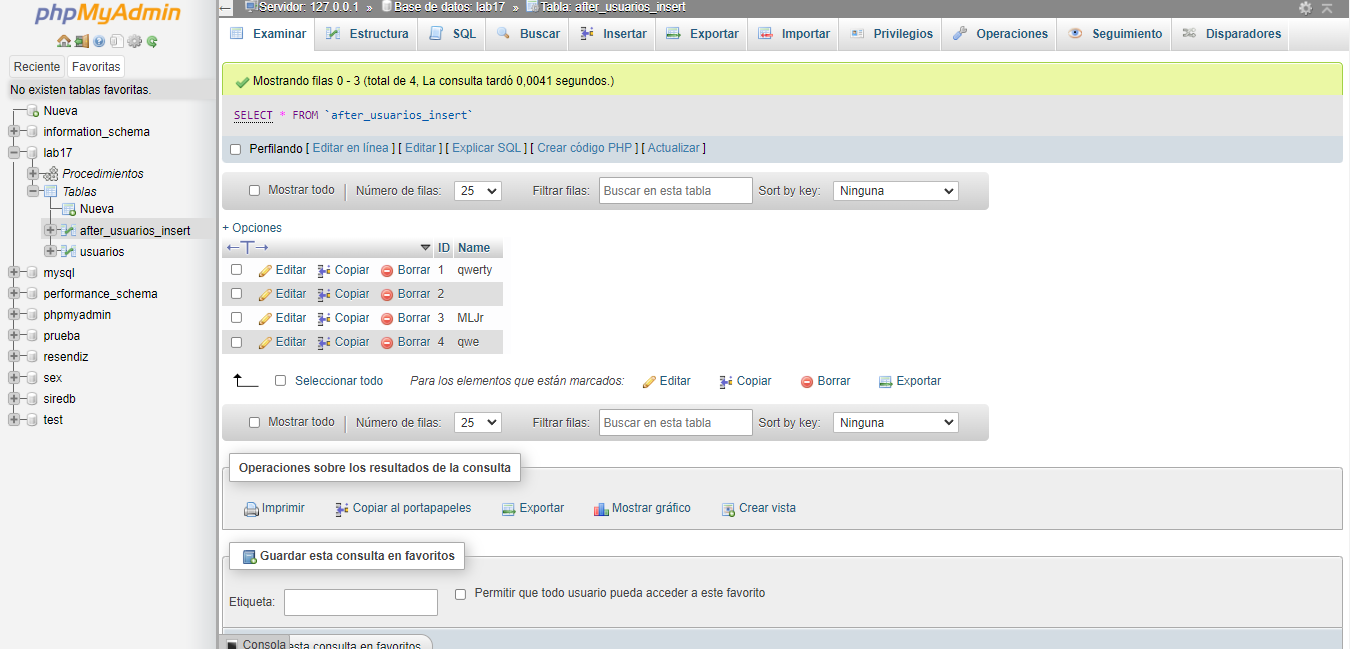 phpMyAdmin
Reciente Favoritas
No existen tablas favoritas.
Nueva
information_schema
lab17
Procedimientos
Tablas
Nueva
after_usuarios_insert
usuarios
mysql
performance_schema
phpmyadmin
prueba
resendiz
sex
siredb
test
Servidor: 127.0.0.1 » Base de datos: lab17 » Tabla: after_usuarios_insert
Examinar Estructura SQL Buscar Insertar Exportar Importar Privilegios Operaciones Seguimiento Disparadores
Mostrando filas 0 - 3 (total de 4, La consulta tardó 0,0041 segundos.)
SELECT * FROM `after_usuarios_insert`
Perfilando [ Editar en línea ] [ Editar ] [ Explicar SQL ] [ Crear código PHP ] [ Actualizar ]
Mostrar todo Número de filas: 25 Filtrar filas: Buscar en esta tabla Sort by key: Ninguna
+ Opciones
←T→ ID Name
Editar Copiar Borrar 1 qwerty
Editar Copiar Borrar 2
Editar Copiar Borrar 3 MLJr
Editar Copiar Borrar 4 qwe
Seleccionar todo Para los elementos que están marcados: Editar Copiar Borrar Exportar
Mostrar todo Número de filas: 25 Filtrar filas: Buscar en esta tabla Sort by key: Ninguna
Operaciones sobre los resultados de la consulta
Imprimir Copiar al portapapeles Exportar Mostrar gráfico Crear vista
Guardar esta consulta en favoritos
Etiqueta: Permitir que todo usuario pueda acceder a este favorito
Consola esta consulta en favoritos